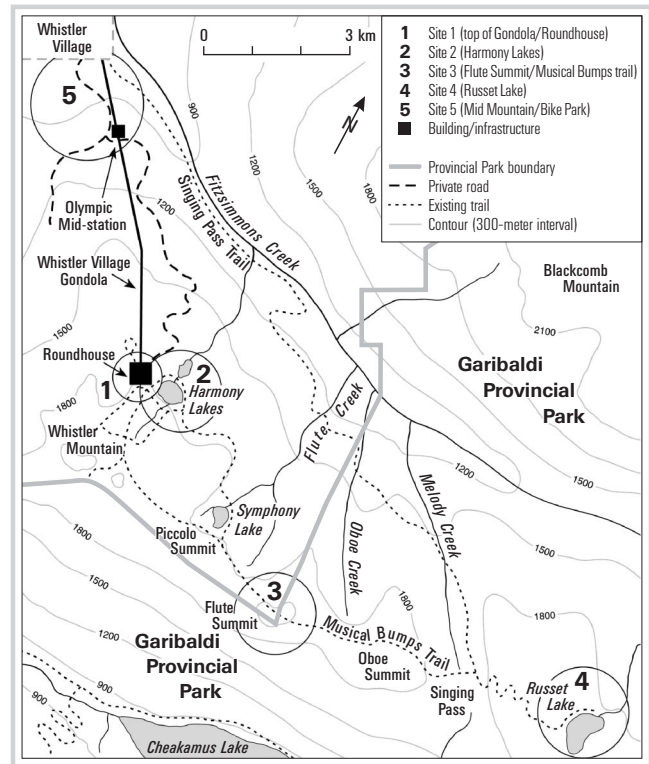 Whistler
Village
0 3 km
N
1 Site 1 (top of Gondola/Roundhouse)
2 Site 2 (Harmony Lakes)
3 Site 3 (Flute Summit/Musical Bumps trail)
4 Site 4 (Russet Lake)
5 Site 5 (Mid Mountain/Bike Park)
Building/infrastructure
Provincial Park boundary
Private road
Existing trail
Contour (300-meter interval)
5
900
1200
1500
1800
Olympic
Mid-station
1200
Singing Pass Trail
Fitzsimmons Creek
Whistler Village
Gondola
Blackcomb
Mountain
2100
1500
Roundhouse
1
2
Harmony
Lakes
1800
Whistler
Mountain
Garibaldi
Provincial
Park
Flute Creek
1200
1500
Melody Creek
Symphony
Lake
Piccolo
Summit
Oboe Creek
1800
1500
1500
3
Flute
Summit
1800
1800
1200
Garibaldi
Provincial
Park
Musical Bumps Trail
Oboe
Summit
4
Russet
Lake
Singing
Pass
900
900
Cheakamus Lake